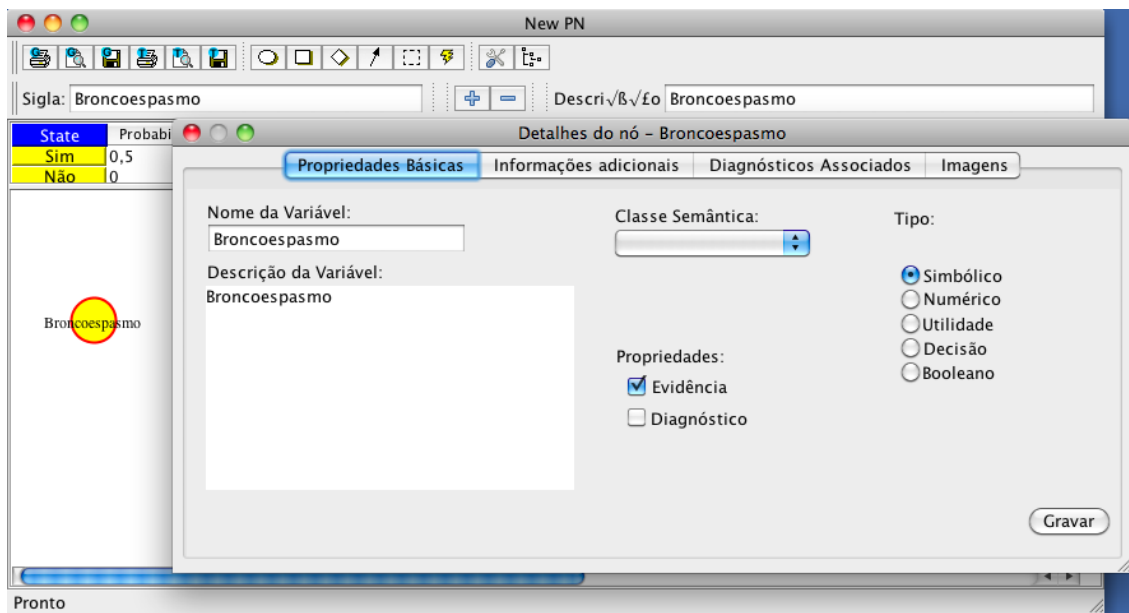 New PN
Sigla: Broncoespasmo
Descri√ß√£o Broncoespasmo
State Probabi
Sim 0,5
Não 0
Broncoespasmo
Detalhes do nó – Broncoespasmo
Propriedades Básicas Informações adicionais Diagnósticos Associados Imagens
Nome da Variável:
Broncoespasmo
Descrição da Variável:
Broncoespasmo
Classe Semântica:
Propriedades:
Evidência
Diagnóstico
Tipo:
Simbólico
Numérico
Utilidade
Decisão
Booleano
Gravar
Pronto